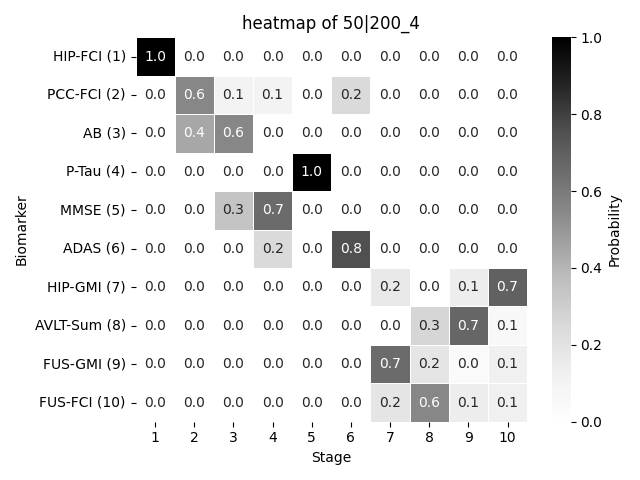 heatmap of 50|200_4
HIP-FCI (1) 1.0 0.0 0.0 0.0 0.0 0.0 0.0 0.0 0.0 0.0
PCC-FCI (2) 0.0 0.6 0.1 0.1 0.0 0.2 0.0 0.0 0.0 0.0
AB (3) 0.0 0.4 0.6 0.0 0.0 0.0 0.0 0.0 0.0 0.0
P-Tau (4) 0.0 0.0 0.0 0.0 1.0 0.0 0.0 0.0 0.0 0.0
MMSE (5) 0.0 0.0 0.3 0.7 0.0 0.0 0.0 0.0 0.0 0.0
ADAS (6) 0.0 0.0 0.0 0.2 0.0 0.8 0.0 0.0 0.0 0.0
HIP-GMI (7) 0.0 0.0 0.0 0.0 0.0 0.0 0.2 0.0 0.1 0.7
AVLT-Sum (8) 0.0 0.0 0.0 0.0 0.0 0.0 0.0 0.3 0.7 0.1
FUS-GMI (9) 0.0 0.0 0.0 0.0 0.0 0.0 0.7 0.2 0.0 0.1
FUS-FCI (10) 0.0 0.0 0.0 0.0 0.0 0.0 0.2 0.6 0.1 0.1
1 2 3 4 5 6 7 8 9 10
Stage
Biomarker
1.0
0.8
0.6
0.4
0.2
0.0
Probability